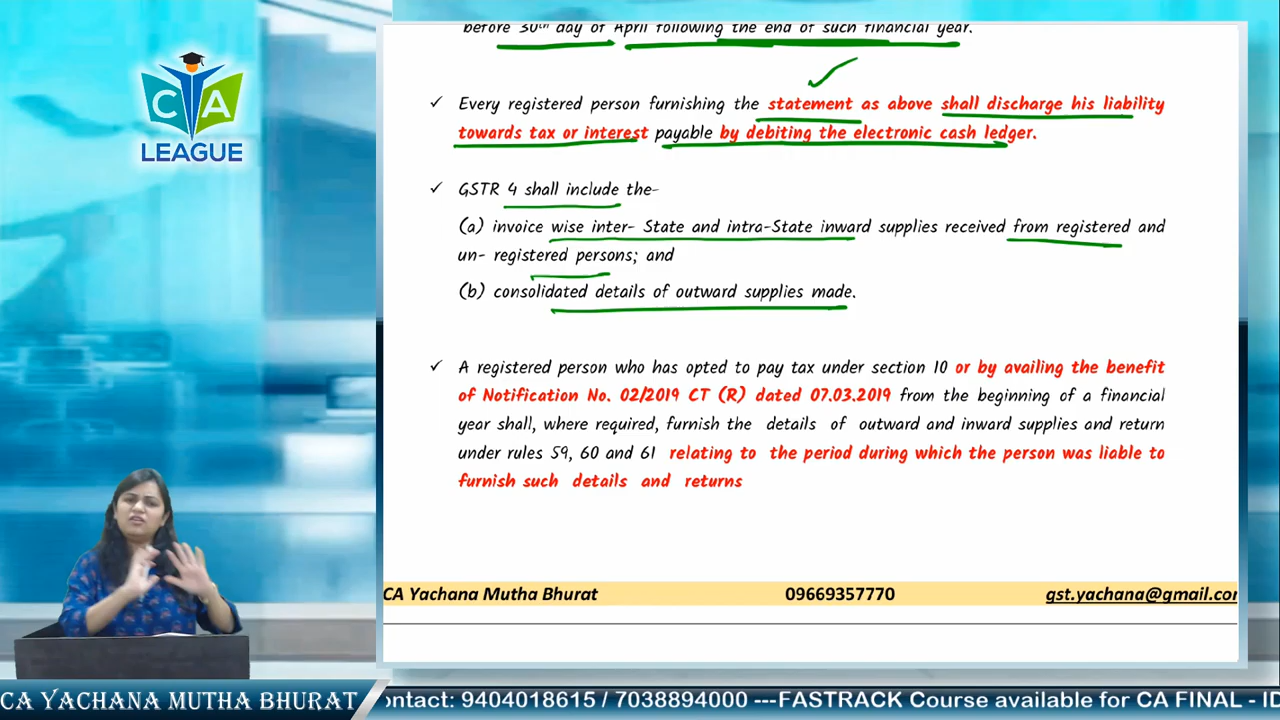 before 30th day of April following the end of such financial year.
✓ Every registered person furnishing the statement as above shall discharge his liability
towards tax or interest payable by debiting the electronic cash ledger.
✓ GSTR 4 shall include the-
(a) invoice wise inter- State and intra-State inward supplies received from registered and
un- registered persons; and
(b) consolidated details of outward supplies made.
✓ A registered person who has opted to pay tax under section 10 or by availing the benefit
of Notification No. 02/2019 CT (R) dated 07.03.2019 from the beginning of a financial
year shall, where required, furnish the details of outward and inward supplies and return
under rules 59, 60 and 61 relating to the period during which the person was liable to
furnish such details and returns
CA Yachana Mutha Bhurat 09669357770 gst.yachana@gmail.co
CA
LEAGUE
CA YACHANA MUTHA BHURAT
ontact: 9404018615 / 7038894000 ---FASTRACK Course available for CA FINAL - ID